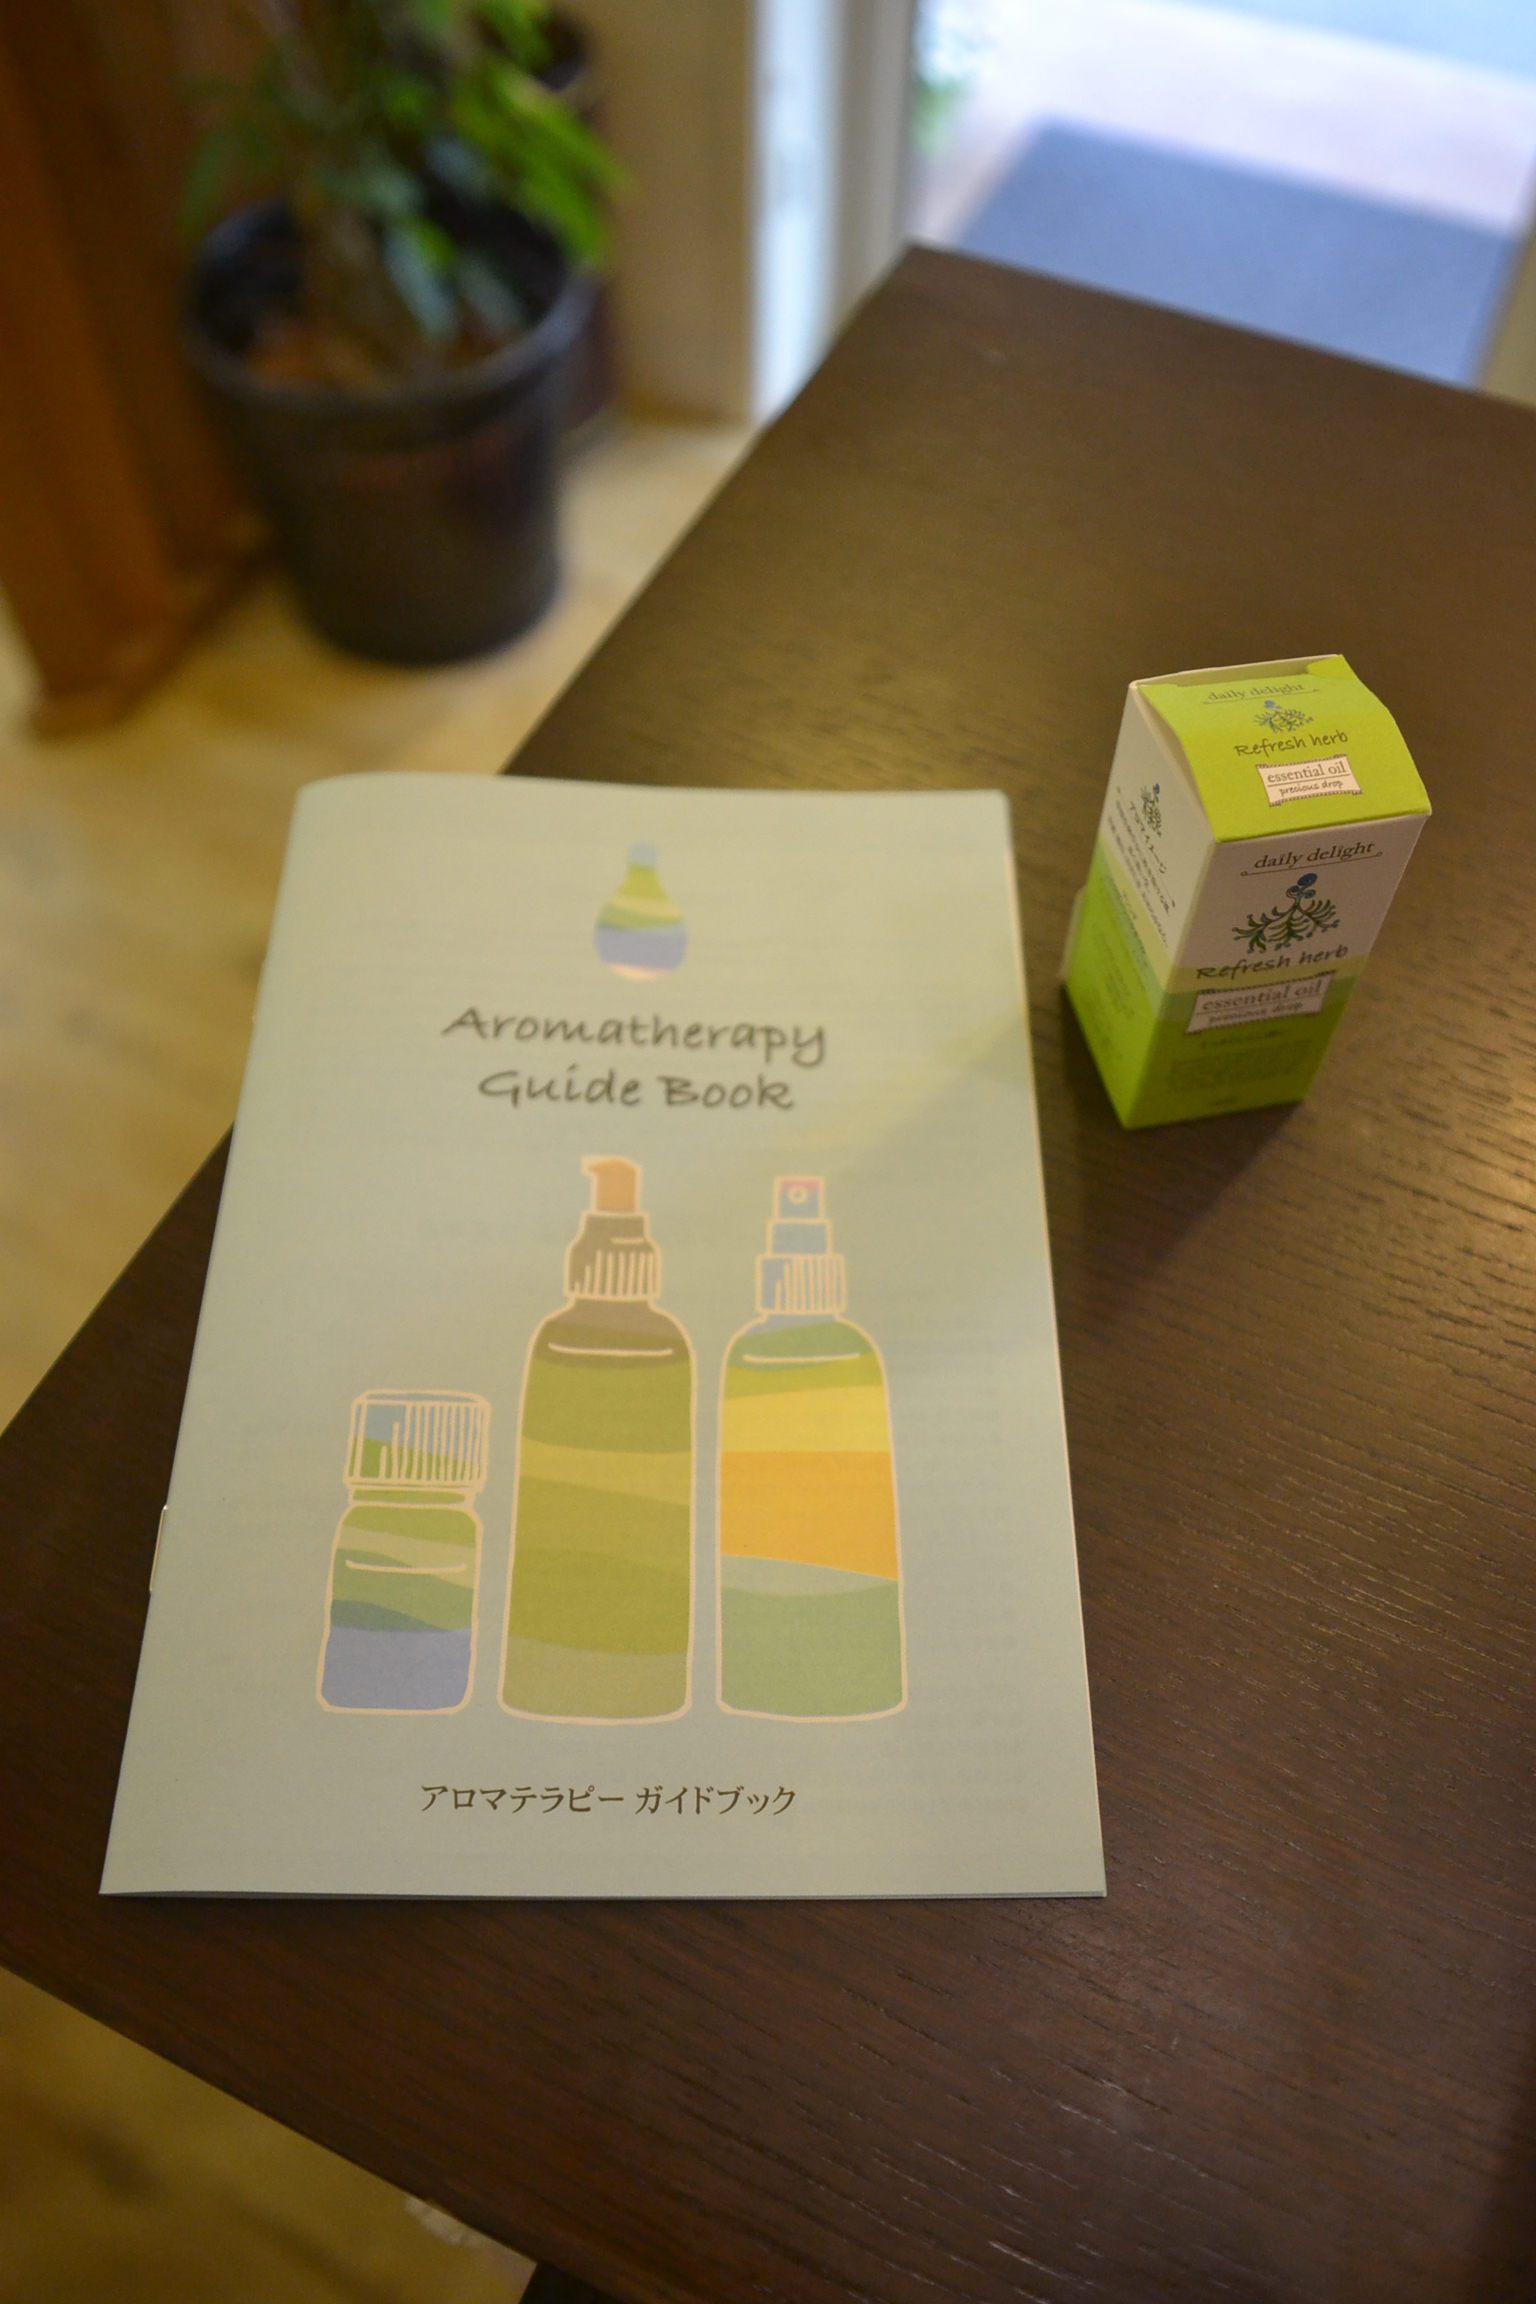 Aromatherapy
Guide Book
アロマテラピー ガイドブック
daily delight
Refresh herb
essential oil
precious drop
daily delight
Refresh herb
essential oil
precious drop